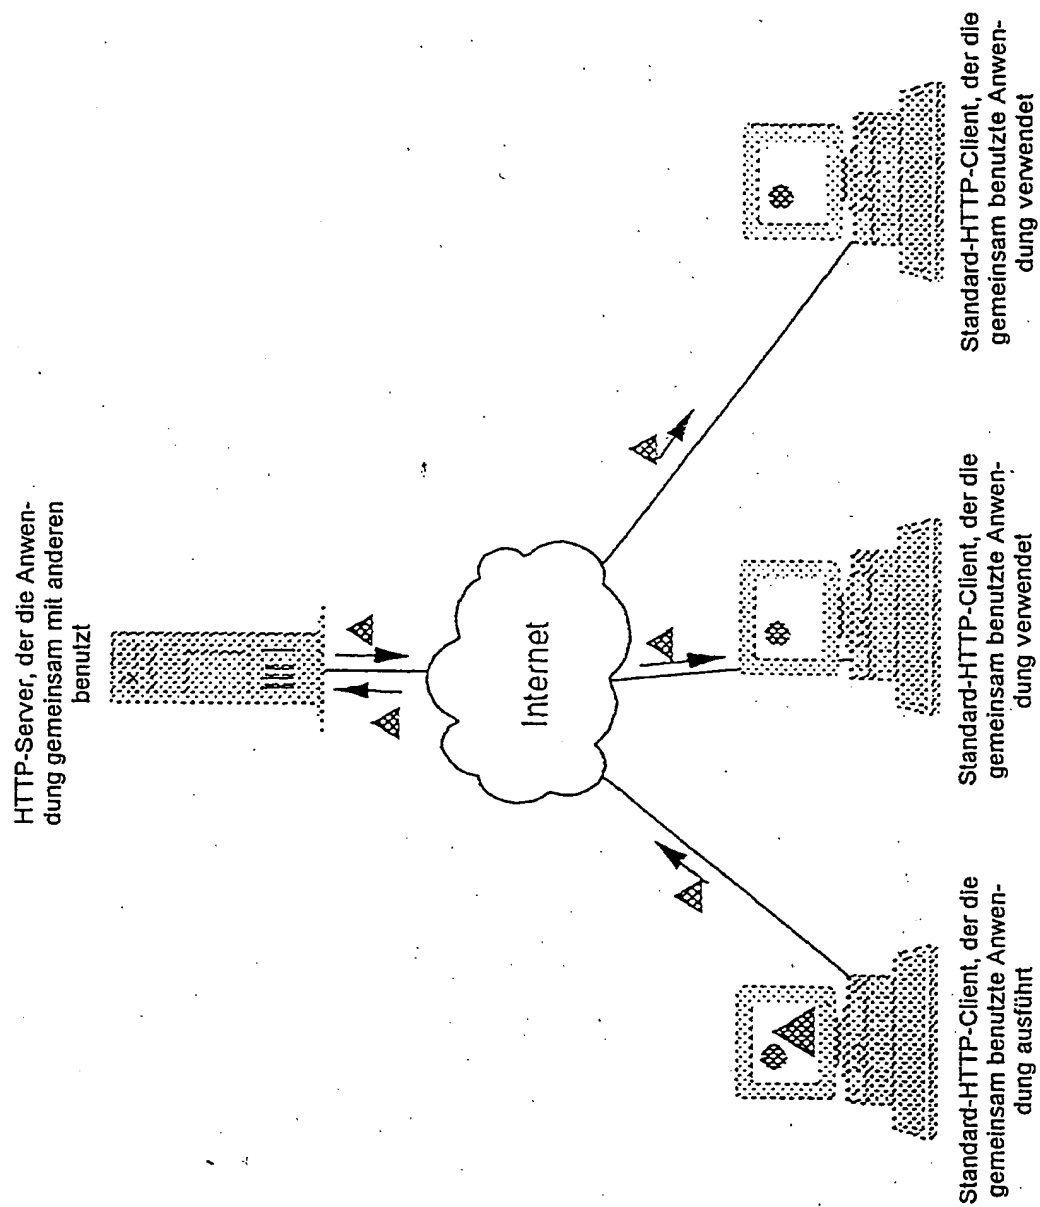 HTTP-Server, der die Anwen-
dung gemeinsam mit anderen
benutzt
Internet
Standard-HTTP-Client, der die
gemeinsam benutzte Anwen-
dung ausführt
Standard-HTTP-Client, der die
gemeinsam benutzte Anwen-
dung verwendet
Standard-HTTP-Client, der die
gemeinsam benutzte Anwen-
dung verwendet